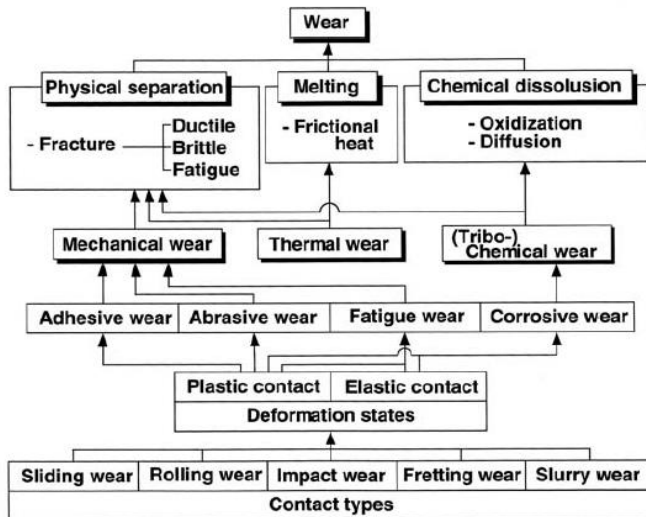 Wear
Physical separation
Melting
Chemical dissolusion
- Fracture
Ductile
Brittle
Fatigue
- Frictional
heat
- Oxidization
- Diffusion
Mechanical wear
Thermal wear
(Tribo-)
Chemical wear
Adhesive wear
Abrasive wear
Fatigue wear
Corrosive wear
Plastic contact
Elastic contact
Deformation states
Sliding wear
Rolling wear
Impact wear
Fretting wear
Slurry wear
Contact types